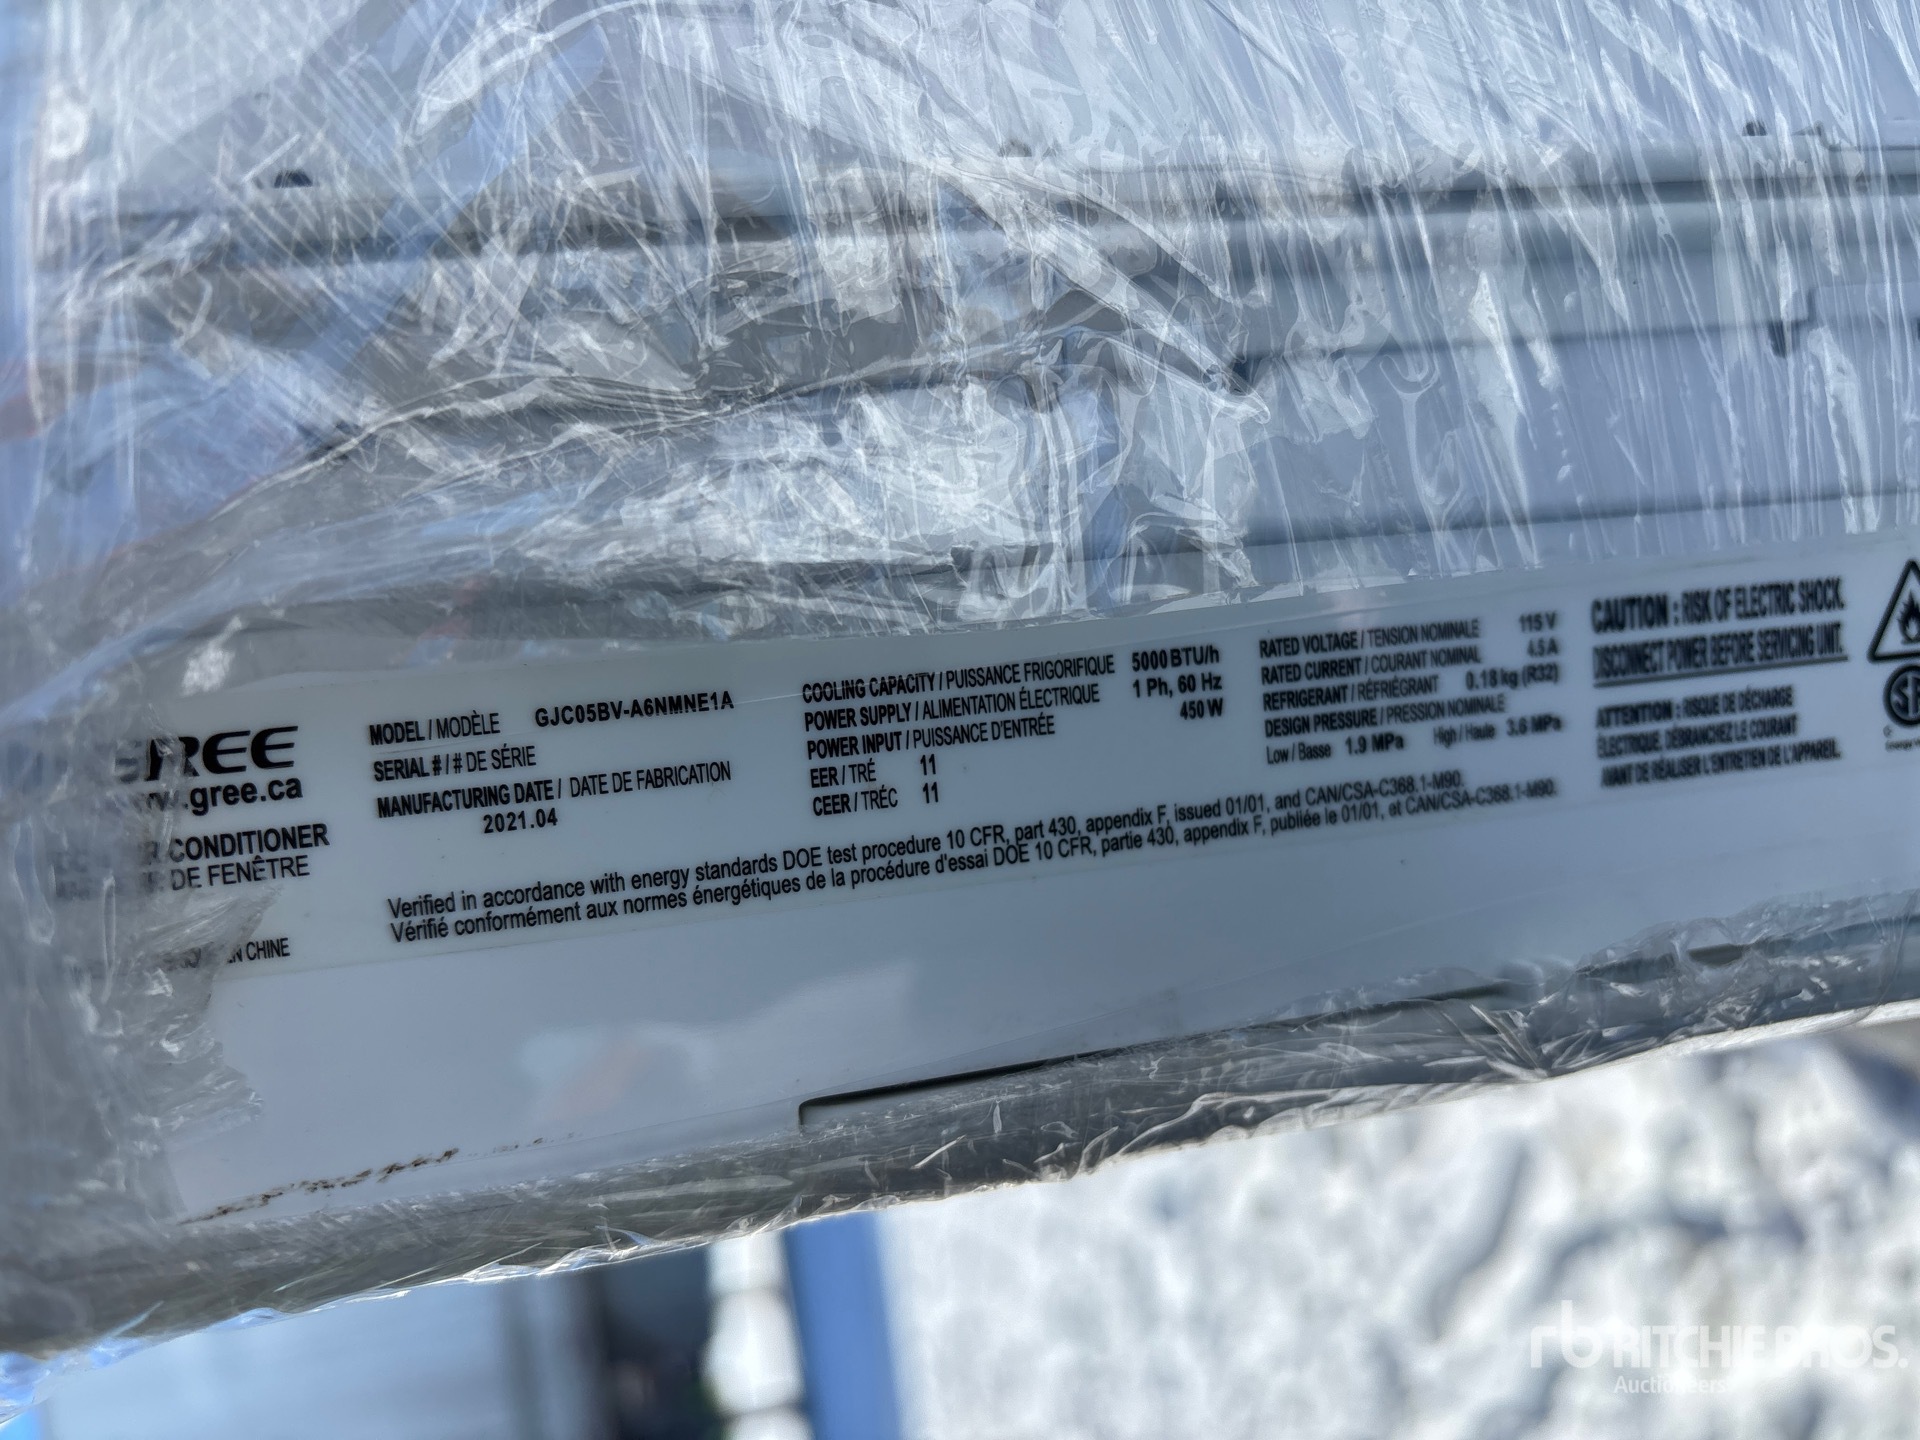 GREE
.gree.ca
CONDITIONER
DE FENÊTRE
EN CHINE
MODEL / MODÈLE GJC05BV-A6NMNE1A
SERIAL # / # DE SÉRIE
MANUFACTURING DATE / DATE DE FABRICATION
2021.04
COOLING CAPACITY / PUISSANCE FRIGORIFIQUE 5000 BTU/h
POWER SUPPLY / ALIMENTATION ÉLECTRIQUE 1 Ph, 60 Hz
POWER INPUT / PUISSANCE D'ENTRÉE 450 W
EER / TRÉ 11
CEER / TRÉC 11
RATED VOLTAGE / TENSION NOMINALE 115 V
RATED CURRENT / COURANT NOMINAL 4.5 A
REFRIGERANT / RÉFRIÉGRANT 0.18 kg (R32)
DESIGN PRESSURE / PRESSION NOMINALE
Low / Basse 1.9 MPa High / Haute 3.6 MPa
Verified in accordance with energy standards DOE test procedure 10 CFR, part 430, appendix F, issued 01/01, and CAN/CSA-C368.1-M90.
Vérifié conformément aux normes énergétiques de la procédure d'essai DOE 10 CFR, partie 430, appendix F, publiée le 01/01, at CAN/CSA-C368.1-M90.
CAUTION : RISK OF ELECTRIC SHOCK.
DISCONNECT POWER BEFORE SERVICING UNIT.
ATTENTION : RISQUE DE DÉCHARGE
ÉLECTRIQUE, DÉBRANCHEZ LE COURANT
AVANT DE RÉALISER L'ENTRETIEN DE L'APPAREIL.
rb RITCHIE BROS.
Auctioneers